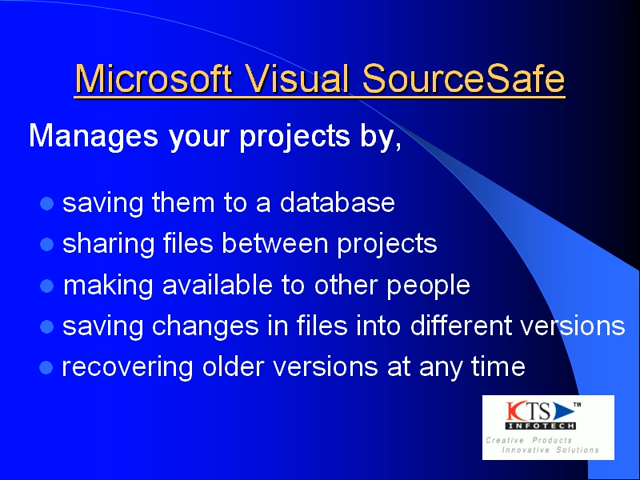 Microsoft Visual SourceSafe
Manages your projects by,
saving them to a database
sharing files between projects
making available to other people
saving changes in files into different versions
recovering older versions at any time
KTS™
INFOTECH
Creative Products
Innovative Solutions